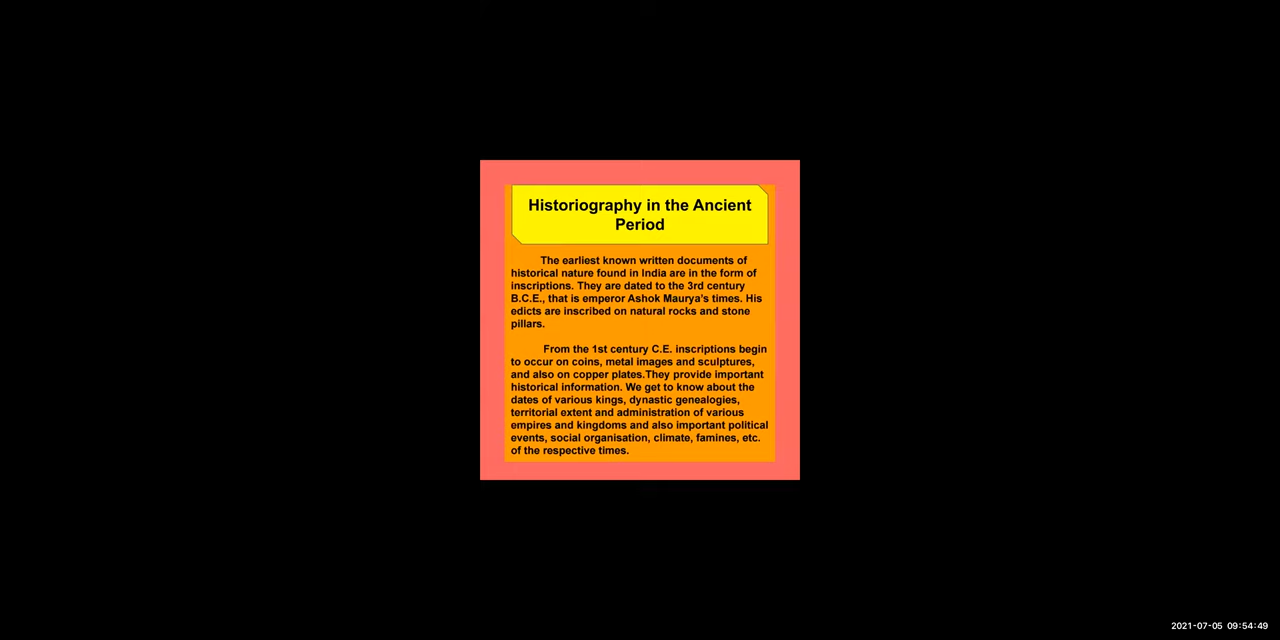 Historiography in the Ancient
Period
The earliest known written documents of
historical nature found in India are in the form of
inscriptions. They are dated to the 3rd century
B.C.E., that is emperor Ashok Maurya's times. His
edicts are inscribed on natural rocks and stone
pillars.
From the 1st century C.E. inscriptions begin
to occur on coins, metal images and sculptures,
and also on copper plates.They provide important
historical information. We get to know about the
dates of various kings, dynastic genealogies,
territorial extent and administration of various
empires and kingdoms and also important political
events, social organisation, climate, famines, etc.
of the respective times.
2021-07-05 09:54:49